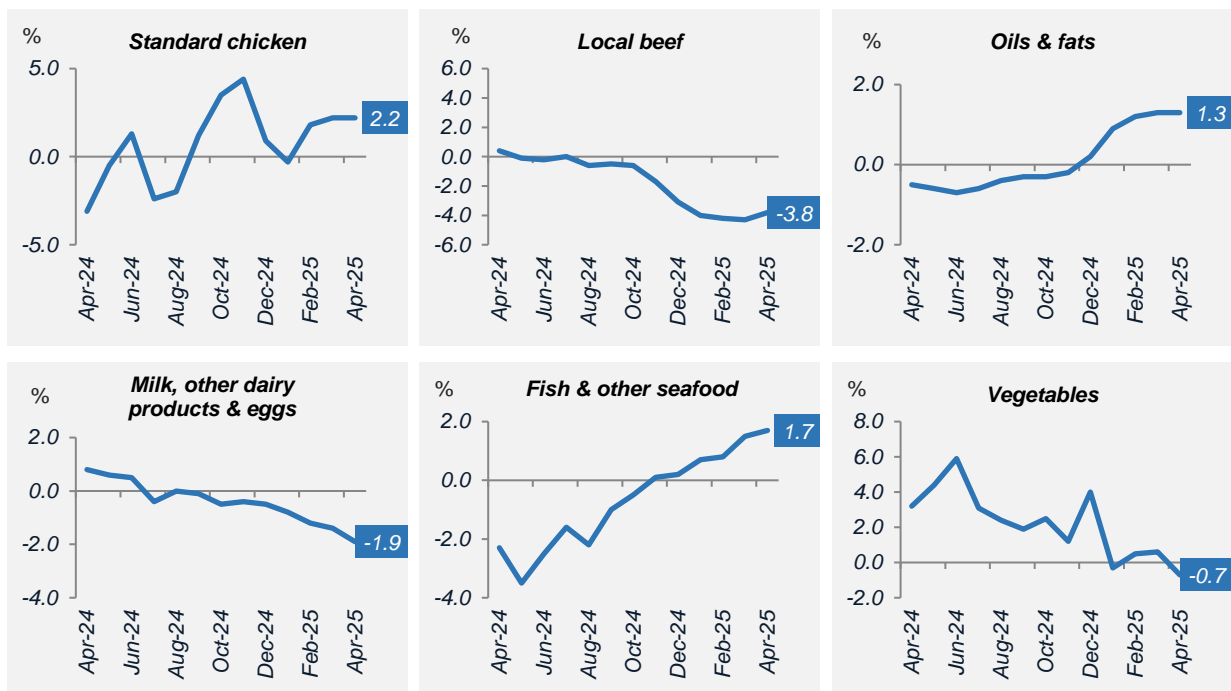 %
Standard chicken
5.0
0.0
-5.0
2.2
Apr-24
Jun-24
Aug-24
Oct-24
Dec-24
Feb-25
Apr-25
%
Local beef
6.0
4.0
2.0
0.0
-2.0
-4.0
-6.0
-3.8
Apr-24
Jun-24
Aug-24
Oct-24
Dec-24
Feb-25
Apr-25
%
Oils & fats
2.0
0.0
-2.0
1.3
Apr-24
Jun-24
Aug-24
Oct-24
Dec-24
Feb-25
Apr-25
%
Milk, other dairy
products & eggs
2.0
0.0
-2.0
-4.0
-1.9
Apr-24
Jun-24
Aug-24
Oct-24
Dec-24
Feb-25
Apr-25
%
Fish & other seafood
2.0
0.0
-2.0
-4.0
1.7
Apr-24
Jun-24
Aug-24
Oct-24
Dec-24
Feb-25
Apr-25
%
Vegetables
8.0
6.0
4.0
2.0
0.0
-2.0
-0.7
Apr-24
Jun-24
Aug-24
Oct-24
Dec-24
Feb-25
Apr-25